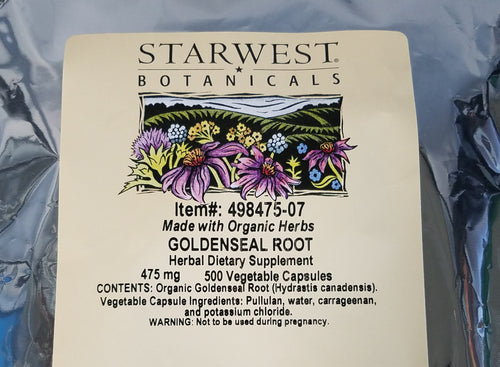 STARWEST®
BOTANICALS
Item#: 498475-07
Made with Organic Herbs
GOLDENSEAL ROOT
Herbal Dietary Supplement
475 mg 500 Vegetable Capsules
CONTENTS: Organic Goldenseal Root (Hydrastis canadensis).
Vegetable Capsule Ingredients: Pullulan, water, carrageenan,
and potassium chloride.
WARNING: Not to be used during pregnancy.